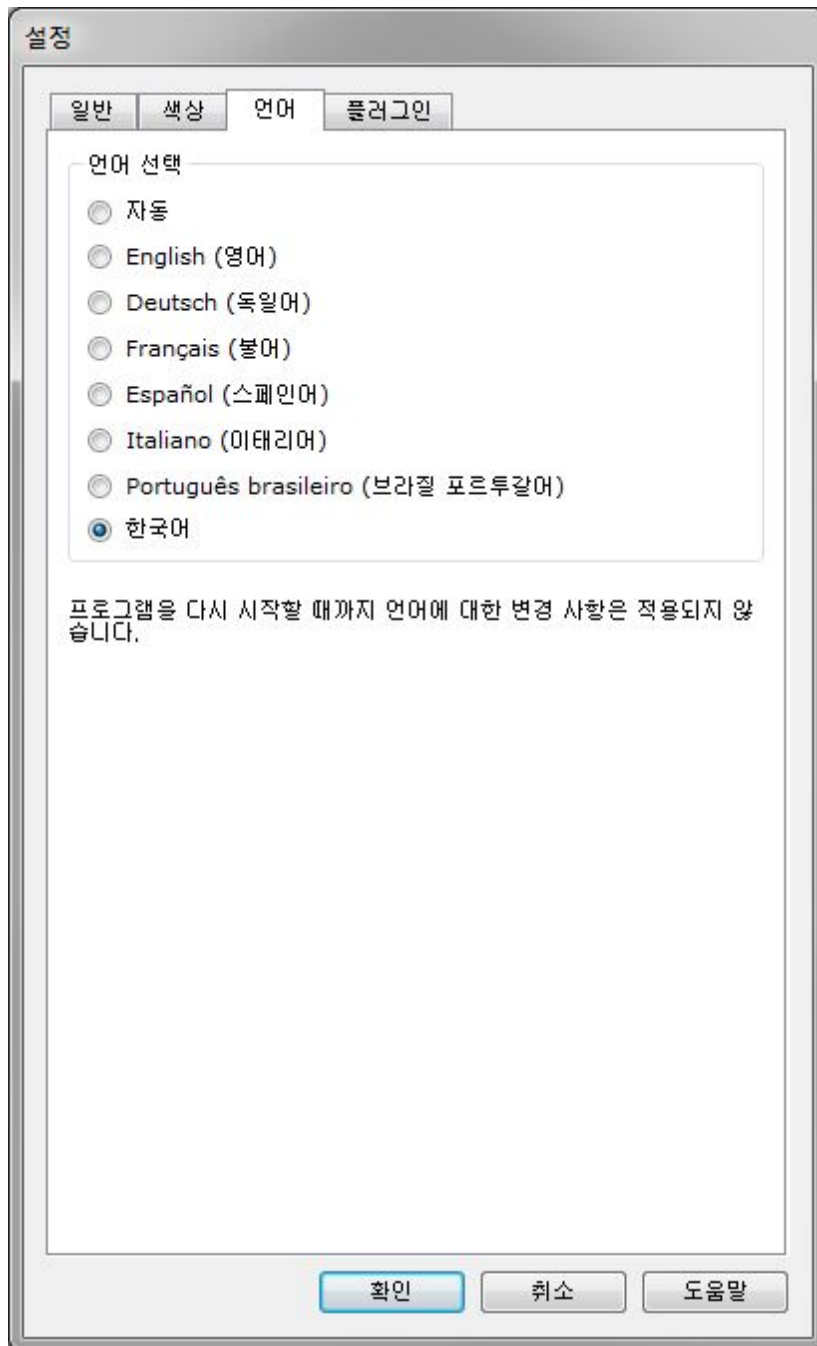 설정
일반 색상 언어 플러그인
언어 선택
자동
English (영어)
Deutsch (독일어)
Français (불어)
Español (스페인어)
Italiano (이태리어)
Português brasileiro (브라질 포르투갈어)
한국어
프로그램을 다시 시작할 때까지 언어에 대한 변경 사항은 적용되지 않
습니다.
확인 취소 도움말